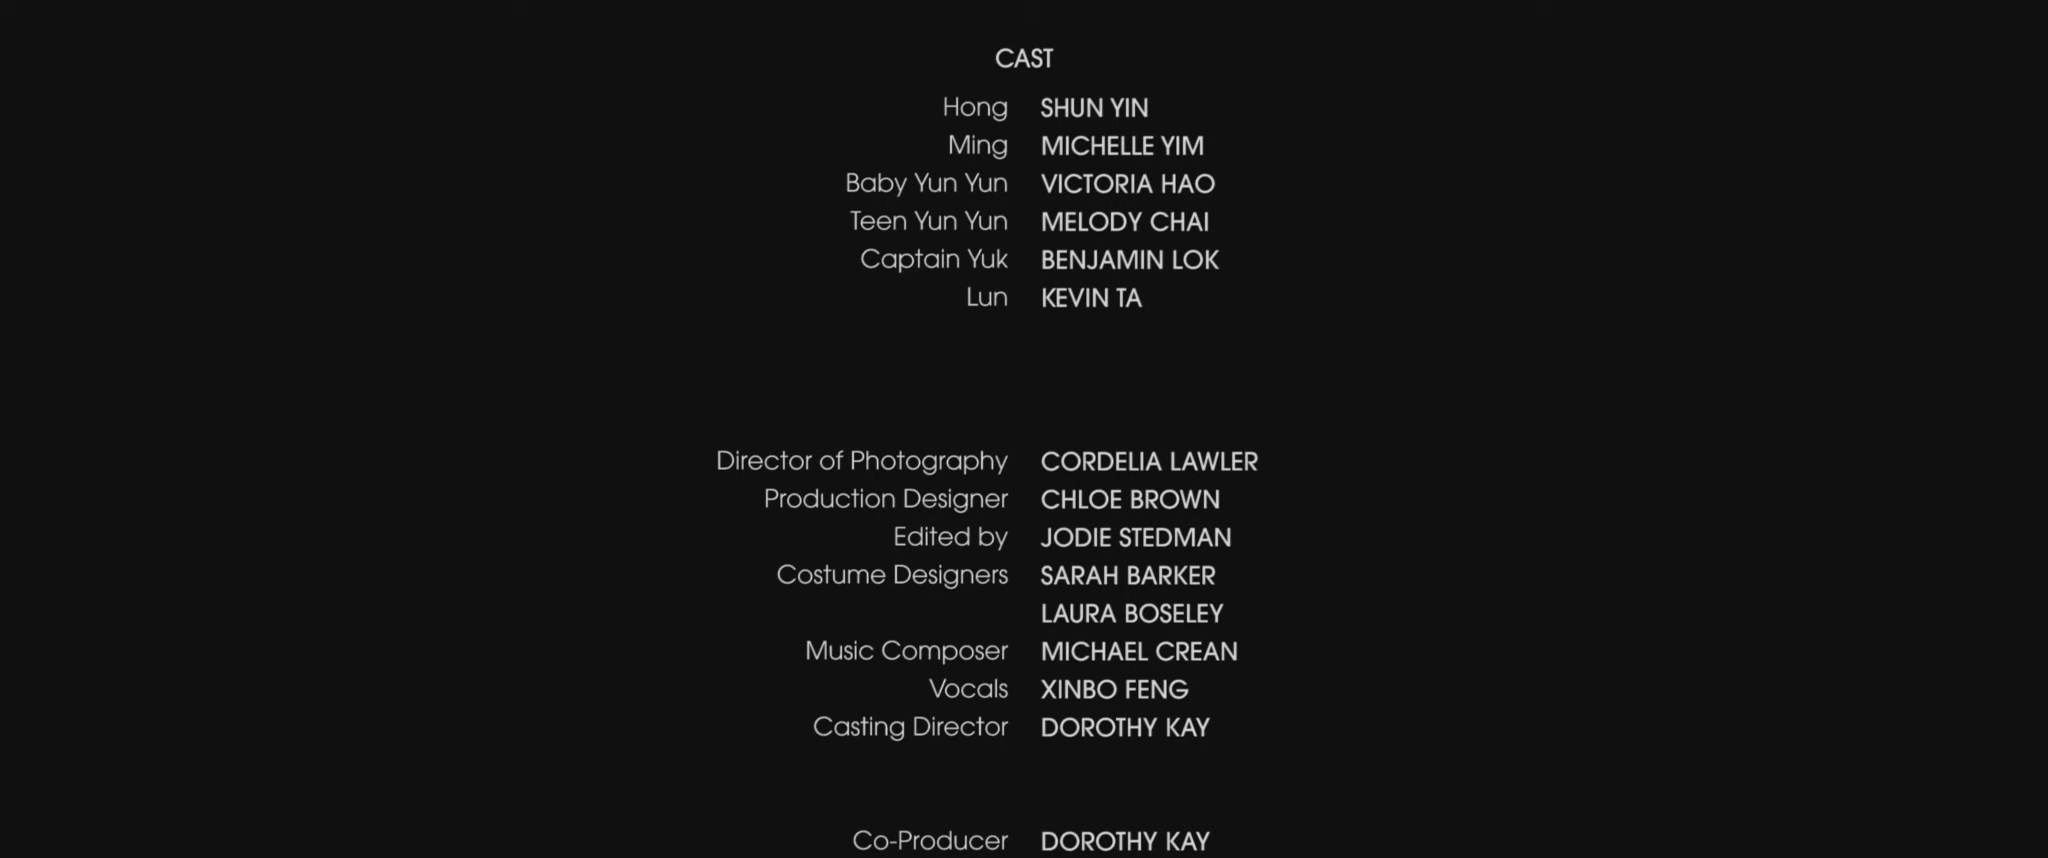 CAST
Hong SHUN YIN
Ming MICHELLE YIM
Baby Yun Yun VICTORIA HAO
Teen Yun Yun MELODY CHAI
Captain Yuk BENJAMIN LOK
Lun KEVIN TA
Director of Photography CORDELIA LAWLER
Production Designer CHLOE BROWN
Edited by JODIE STEDMAN
Costume Designers SARAH BARKER
LAURA BOSELEY
Music Composer MICHAEL CREAN
Vocals XINBO FENG
Casting Director DOROTHY KAY
Co-Producer DOROTHY KAY